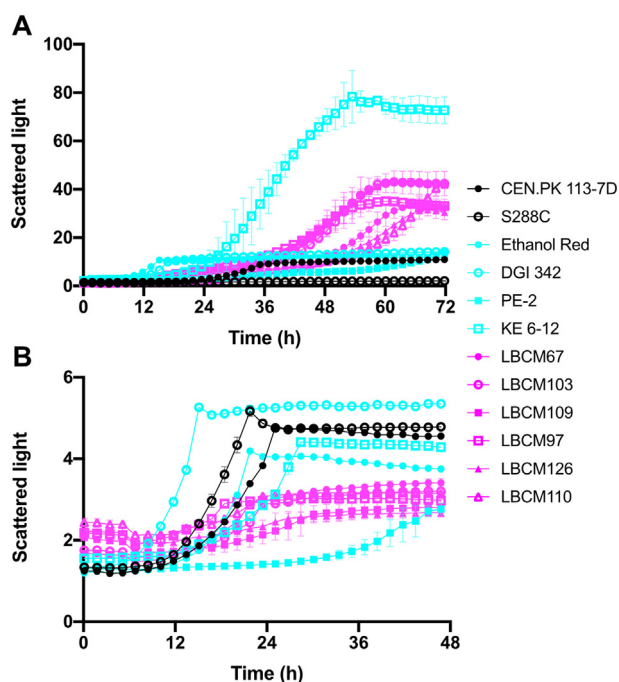 A
Scattered light
100
80
60
40
20
10
0
0 12 24 36 48 60 72
Time (h)
CEN.PK 113-7D
S288C
Ethanol Red
DGI 342
PE-2
KE 6-12
LBCM67
LBCM103
LBCM109
LBCM97
LBCM126
LBCM110
B
Scattered light
6
4
2
0
0 12 24 36 48
Time (h)